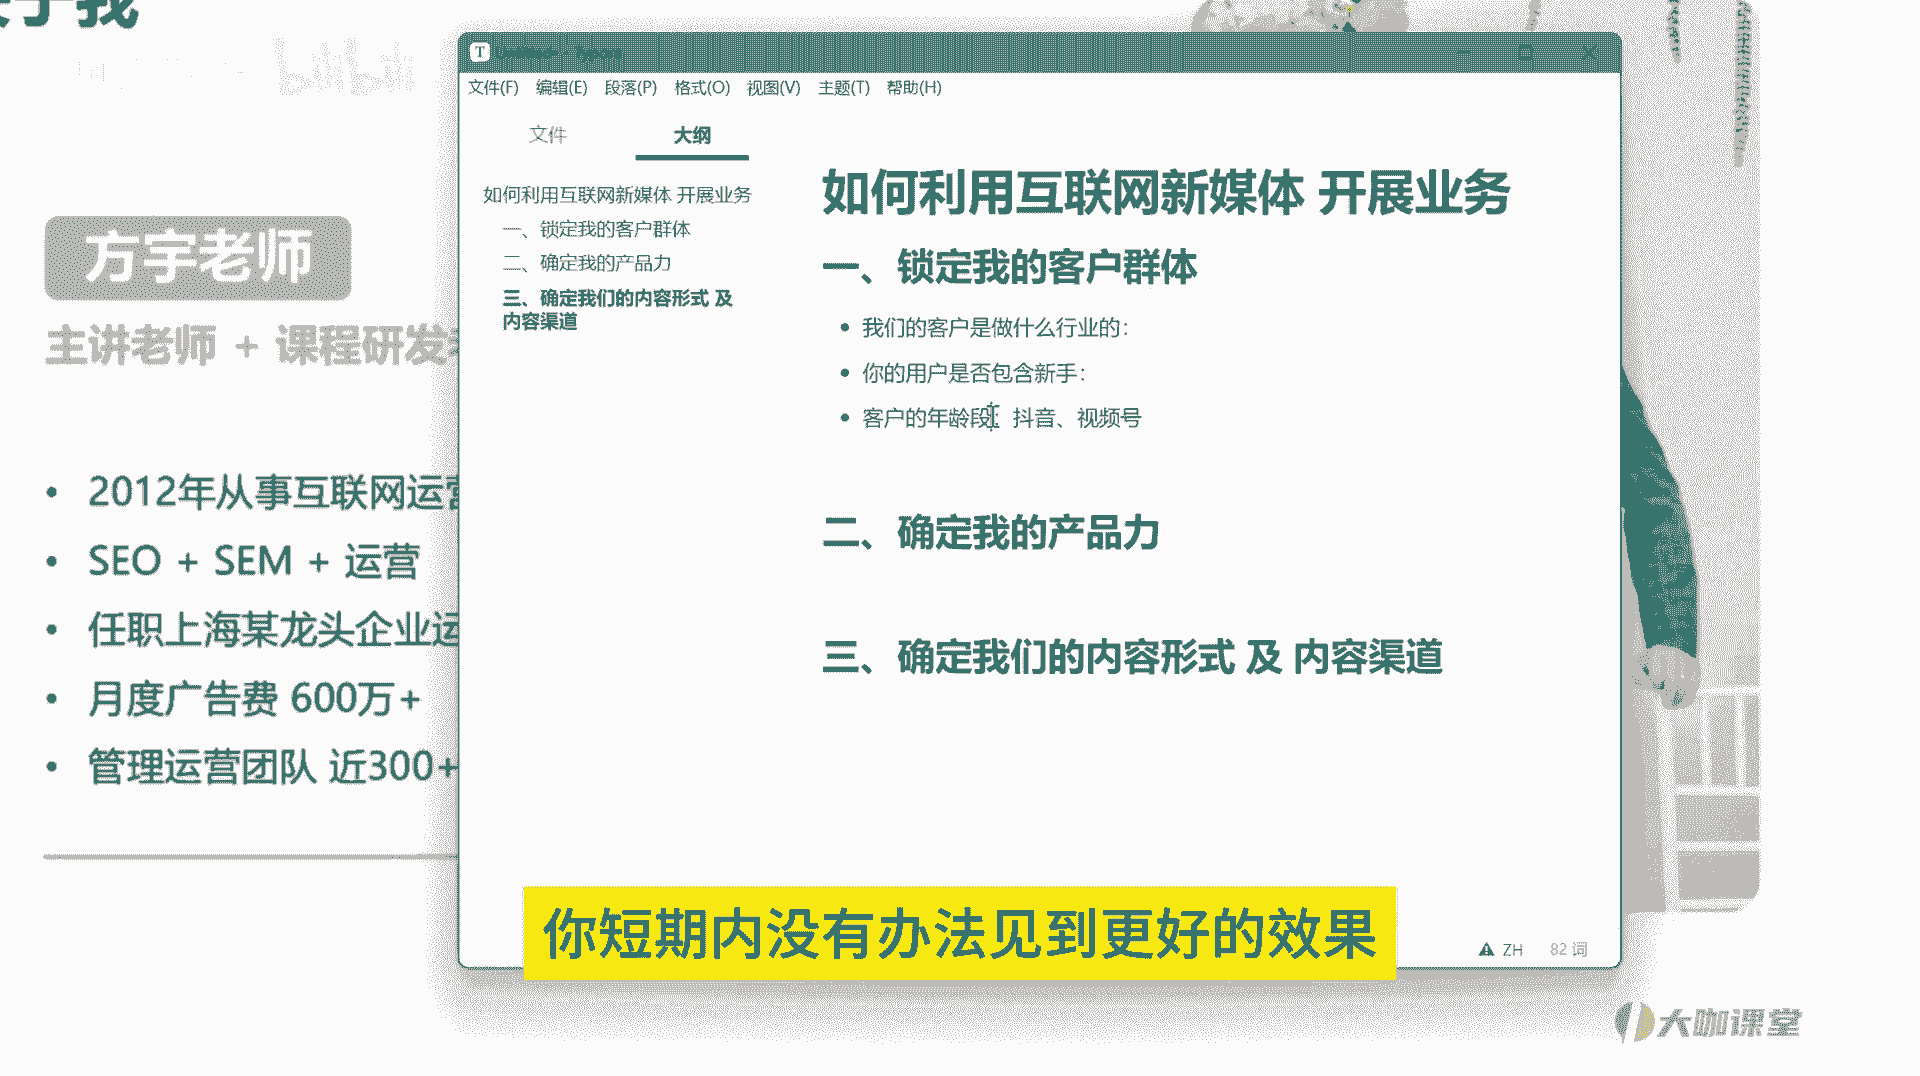 bilibili
方宇老师
主讲老师 + 课程研发
2012年从事互联网运营
SEO + SEM + 运营
任职上海某龙头企业运
月度广告费 600万+
管理运营团队 近300+
文件(F) 编辑(E) 段落(P) 格式(O) 视图(V) 主题(T) 帮助(H)
文件 大纲
如何利用互联网新媒体 开展业务
一、锁定我的客户群体
二、确定我的产品力
三、确定我们的内容形式 及
内容渠道
如何利用互联网新媒体 开展业务
一、锁定我的客户群体
我们的客户是做什么行业的：
你的用户是否包含新手：
客户的年龄段：抖音、视频号
二、确定我的产品力
三、确定我们的内容形式 及 内容渠道
你短期内没有办法见到更好的效果
ZH 82 词
大咖课堂